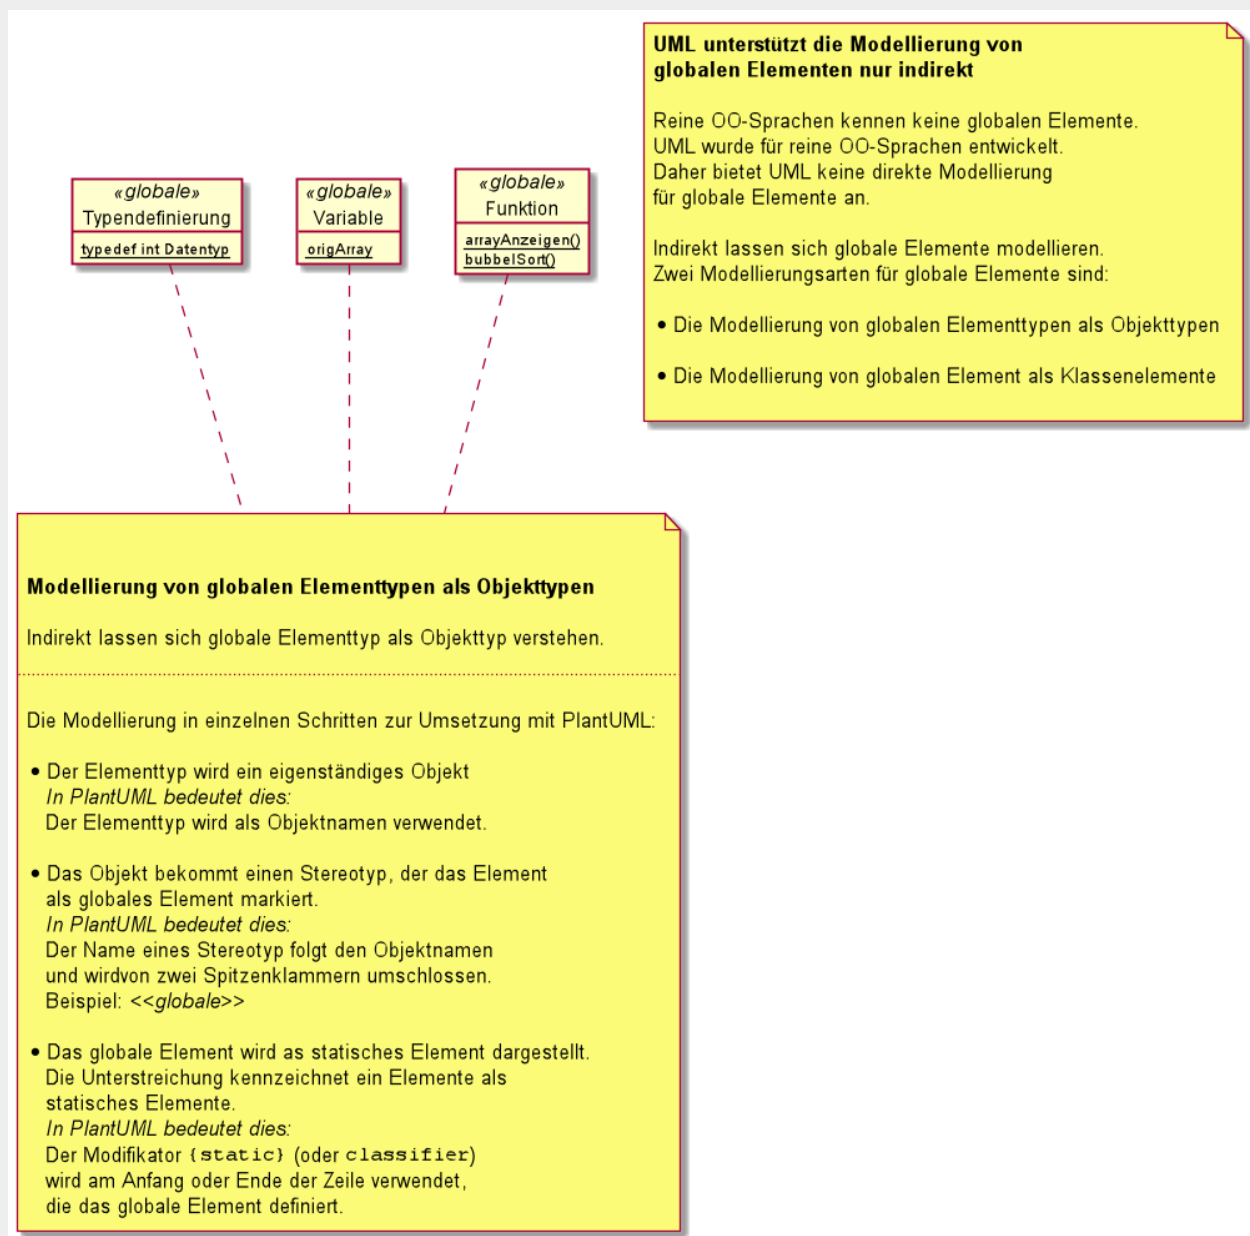 UML unterstützt die Modellierung von
globalen Elementen nur indirekt
Reine OO-Sprachen kennen keine globalen Elemente.
UML wurde für reine OO-Sprachen entwickelt.
Daher bietet UML keine direkte Modellierung
für globale Elemente an.
Indirekt lassen sich globale Elemente modellieren.
Zwei Modellierungsarten für globale Elemente sind:
• Die Modellierung von globalen Elementtypen als Objekttypen
• Die Modellierung von globalen Element als Klassenelemente
«globale»
Typendefinierung
typedef int Datentyp
«globale»
Variable
origArray
«globale»
Funktion
arrayAnzeigen()
bubbelSort()
Modellierung von globalen Elementtypen als Objekttypen
Indirekt lassen sich globale Elementtyp als Objekttyp verstehen.
Die Modellierung in einzelnen Schritten zur Umsetzung mit PlantUML:
• Der Elementtyp wird ein eigenständiges Objekt
In PlantUML bedeutet dies:
Der Elementtyp wird als Objektnamen verwendet.
• Das Objekt bekommt einen Stereotyp, der das Element
als globales Element markiert.
In PlantUML bedeutet dies:
Der Name eines Stereotyp folgt den Objektnamen
und wirdvon zwei Spitzenklammern umschlossen.
Beispiel: <<globale>>
• Das globale Element wird as statisches Element dargestellt.
Die Unterstreichung kennzeichnet ein Elemente als
statisches Elemente.
In PlantUML bedeutet dies:
Der Modifikator {static} (oder classifier)
wird am Anfang oder Ende der Zeile verwendet,
die das globale Element definiert.